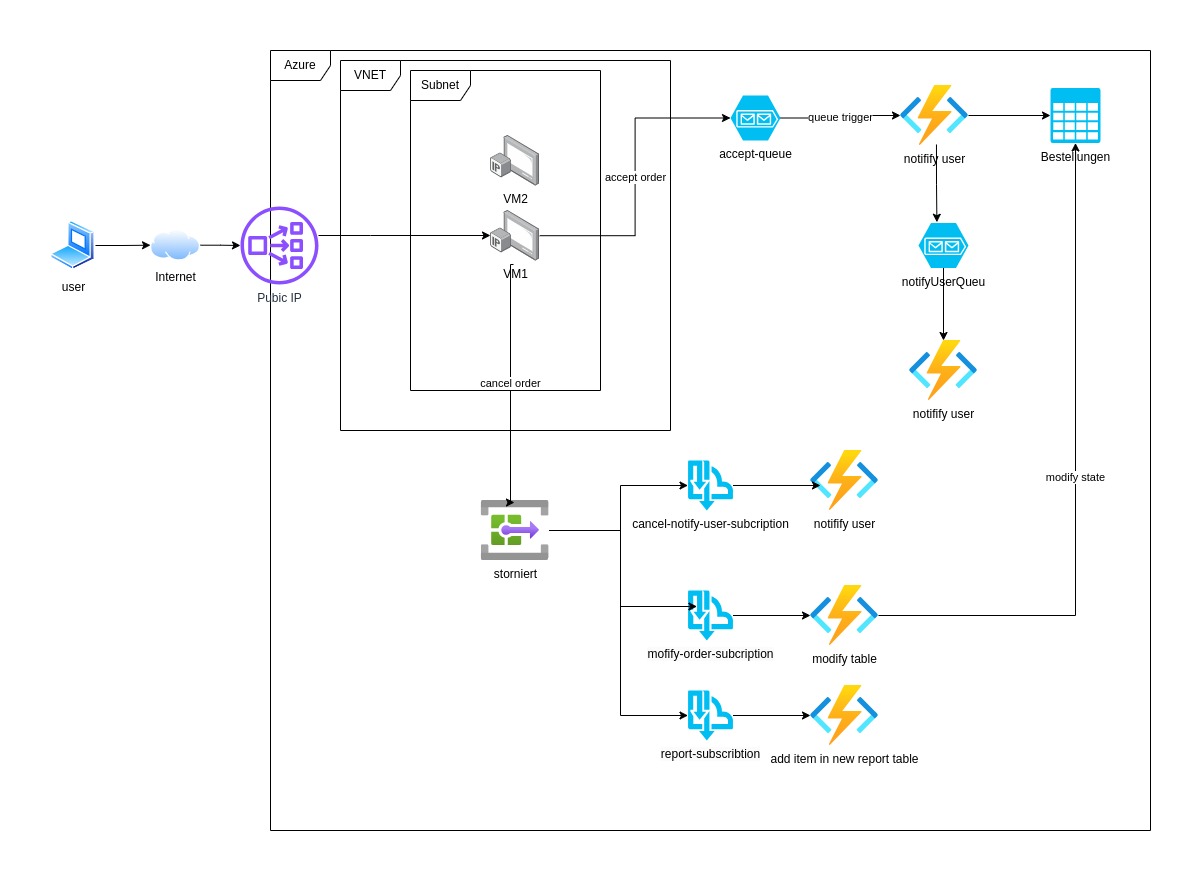 Azure
VNET
Subnet
VM2
accept order
accept-queue
queue trigger
notifify user
Bestellungen
user
Internet
Pubic IP
VM1
notifyUserQueu
cancel order
notifify user
modify state
storniert
cancel-notify-user-subcription
notifify user
mofify-order-subcription
modify table
report-subscribtion
add item in new report table